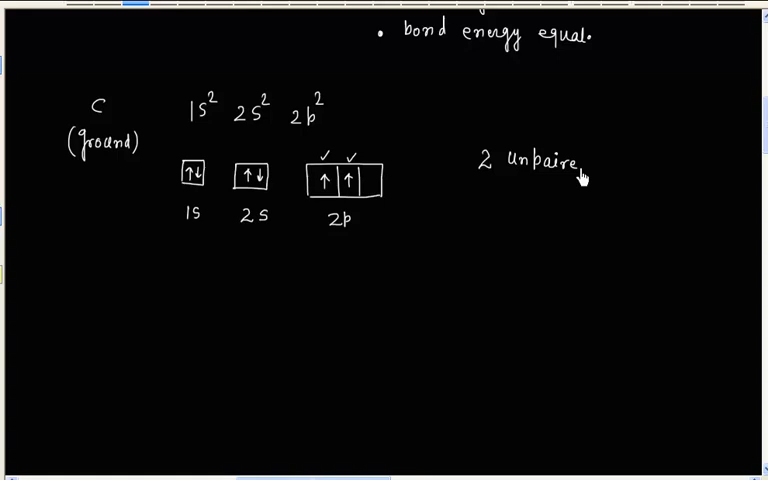 • bond energy equal.
C 1s² 2s² 2p²
(ground)
2 unpaire
↑↓ ↑↓ ↑ ↑
1s 2s 2p